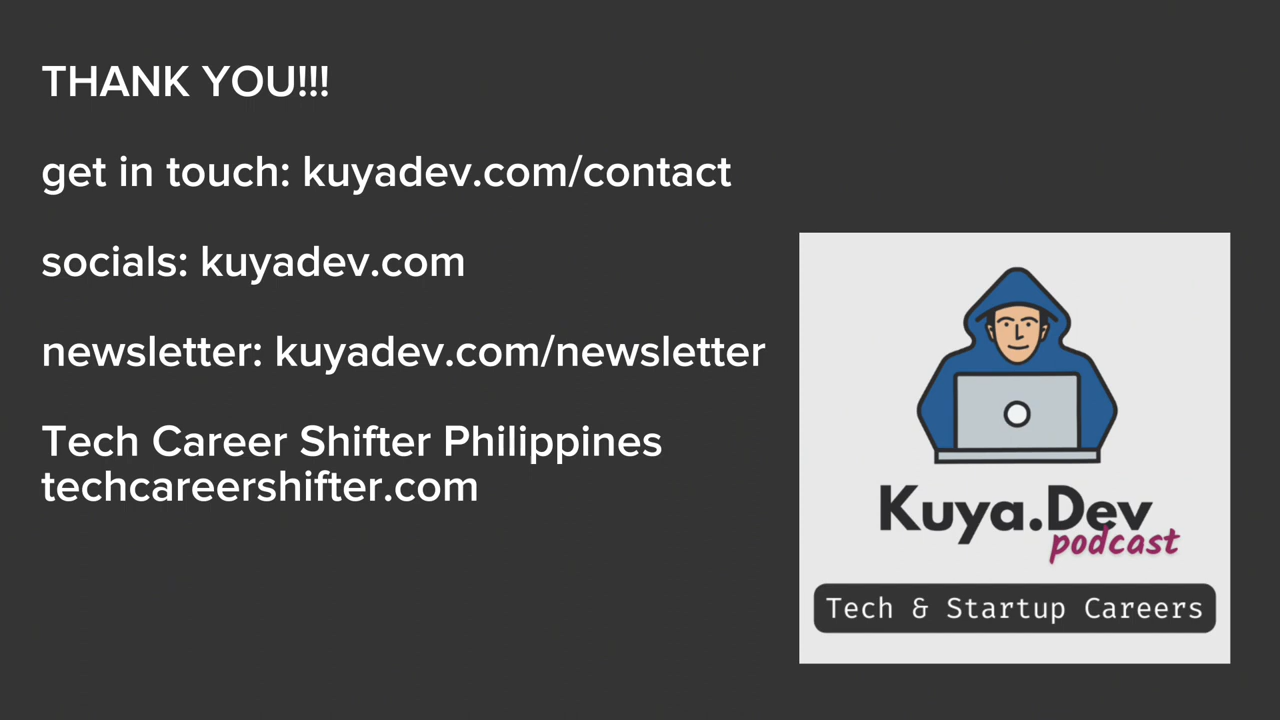 THANK YOU!!!
get in touch: kuyadev.com/contact
socials: kuyadev.com
newsletter: kuyadev.com/newsletter
Tech Career Shifter Philippines
techcareershifter.com
Kuya.Dev
podcast
Tech & Startup Careers